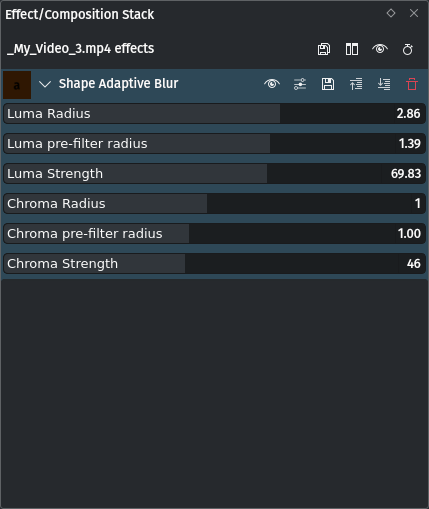 Effect/Composition Stack
_My_Video_3.mp4 effects
a Shape Adaptive Blur
Luma Radius 2.86
Luma pre-filter radius 1.39
Luma Strength 69.83
Chroma Radius 1
Chroma pre-filter radius 1.00
Chroma Strength 46